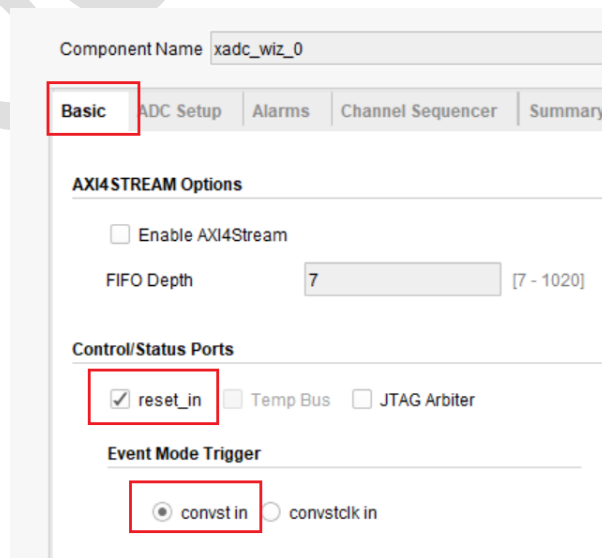 Component Name xadc_wiz_0
Basic ADC Setup Alarms Channel Sequencer Summary
AXI4STREAM Options
Enable AXI4Stream
FIFO Depth 7 [7 - 1020]
Control/Status Ports
reset_in Temp Bus JTAG Arbiter
Event Mode Trigger
convst in convstclk in